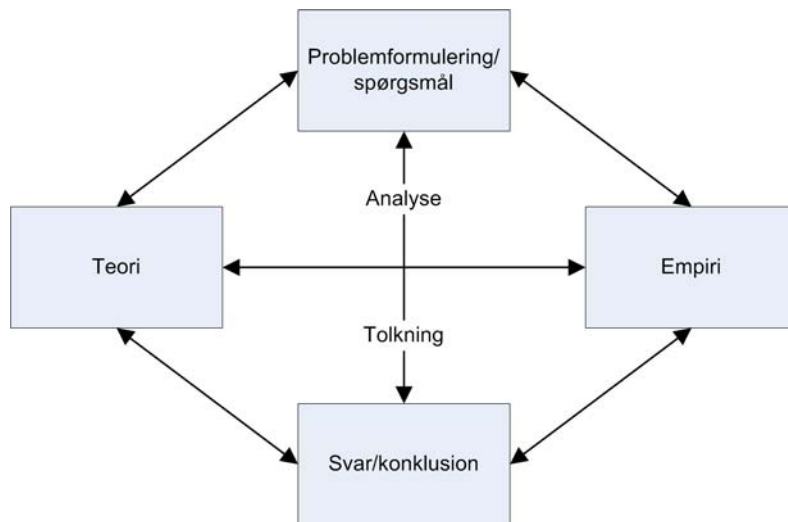 Problemformulering/
spørgsmål
Analyse
Teori
Empiri
Tolkning
Svar/konklusion